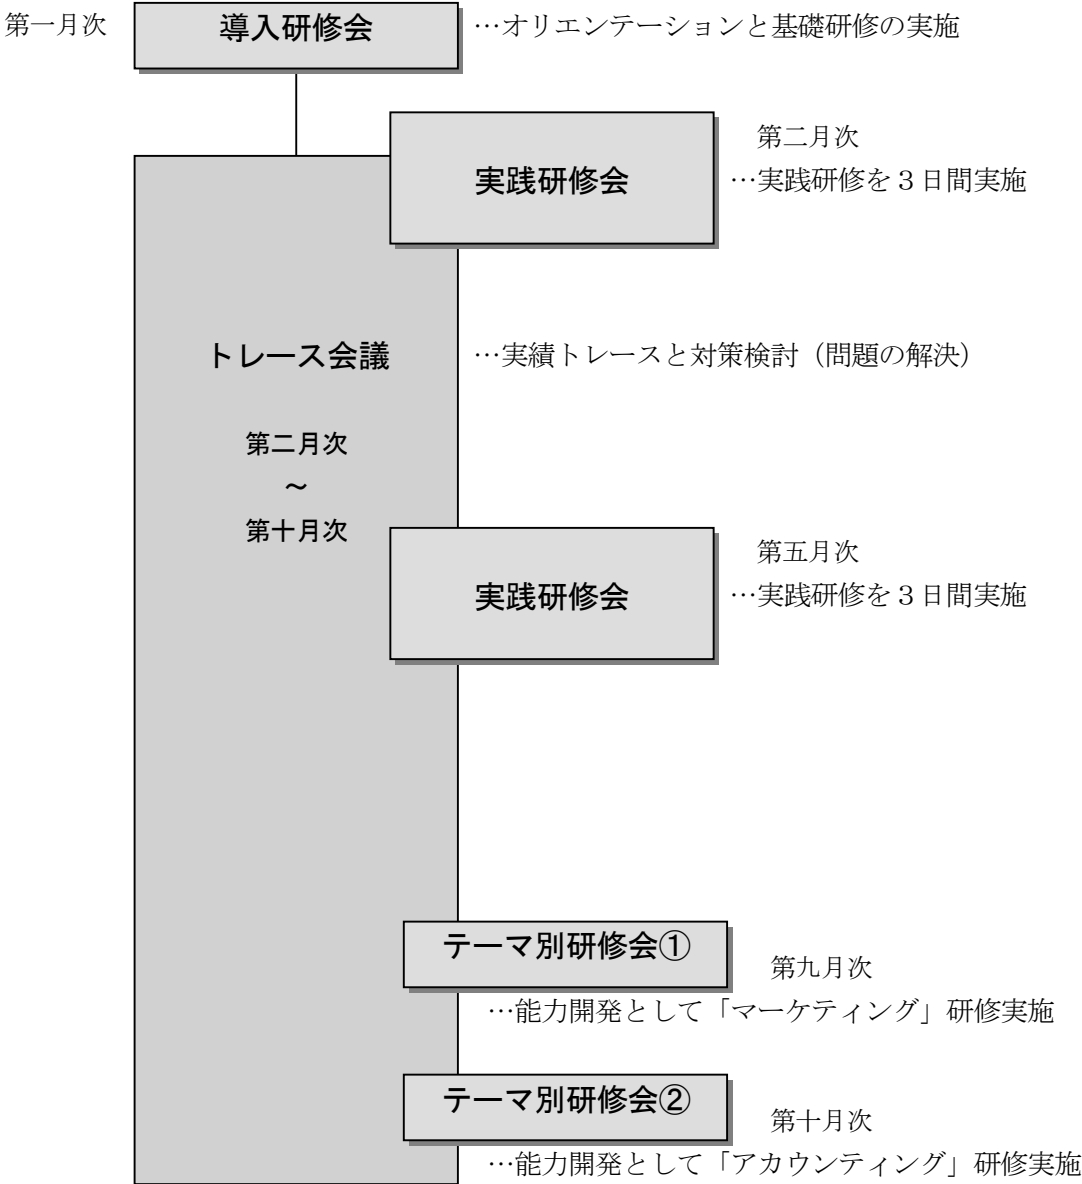 第一月次
導入研修会
…オリエンテーションと基礎研修の実施
第二月次
実践研修会
…実践研修を３日間実施
トレース会議
…実績トレースと対策検討（問題の解決）
第二月次
～
第十月次
第五月次
実践研修会
…実践研修を３日間実施
テーマ別研修会①
第九月次
…能力開発として「マーケティング」研修実施
テーマ別研修会②
第十月次
…能力開発として「アカウンティング」研修実施